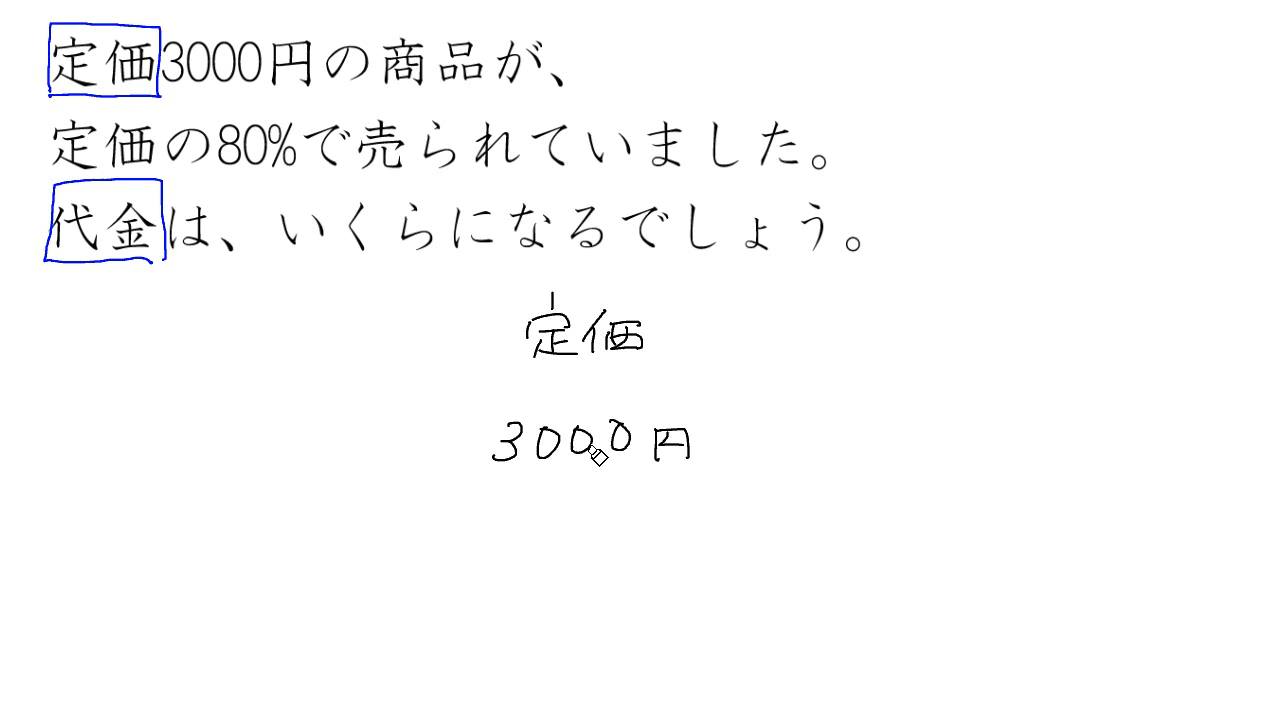 定価3000円の商品が、
定価の80%で売られていました。
代金は、いくらになるでしょう。
定価
3000円